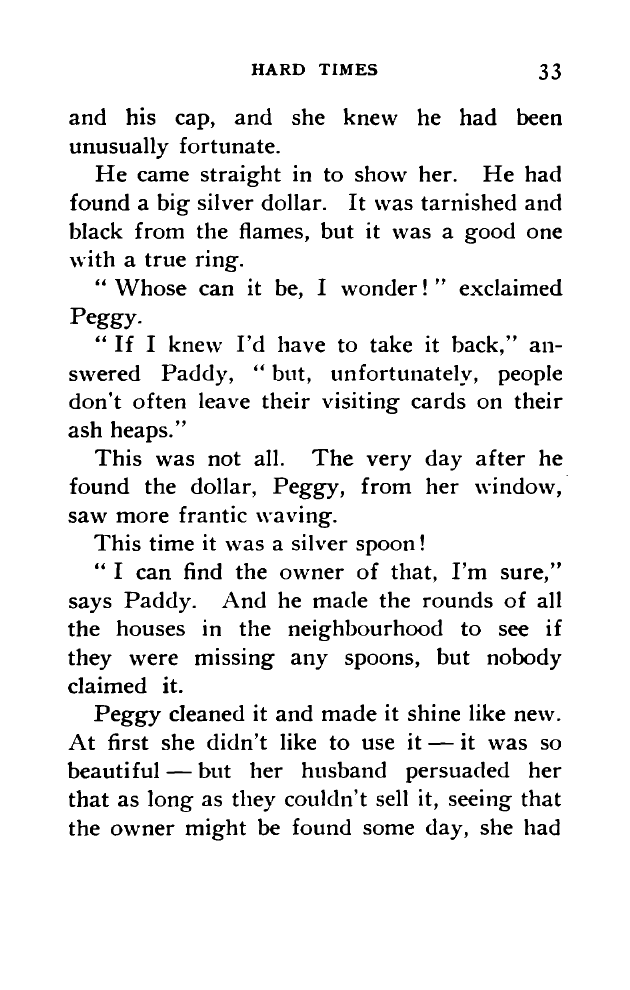 HARD TIMES 33
and his cap, and she knew he had been
unusually fortunate.
He came straight in to show her. He had
found a big silver dollar. It was tarnished and
black from the flames, but it was a good one
with a true ring.
“ Whose can it be, I wonder! ” exclaimed
Peggy.
“ If I knew I’d have to take it back,” an-
swered Paddy, “ but, unfortunately, people
don’t often leave their visiting cards on their
ash heaps.”
This was not all. The very day after he
found the dollar, Peggy, from her window,
saw more frantic waving.
This time it was a silver spoon!
“ I can find the owner of that, I’m sure,”
says Paddy. And he made the rounds of all
the houses in the neighbourhood to see if
they were missing any spoons, but nobody
claimed it.
Peggy cleaned it and made it shine like new.
At first she didn’t like to use it — it was so
beautiful — but her husband persuaded her
that as long as they couldn’t sell it, seeing that
the owner might be found some day, she had